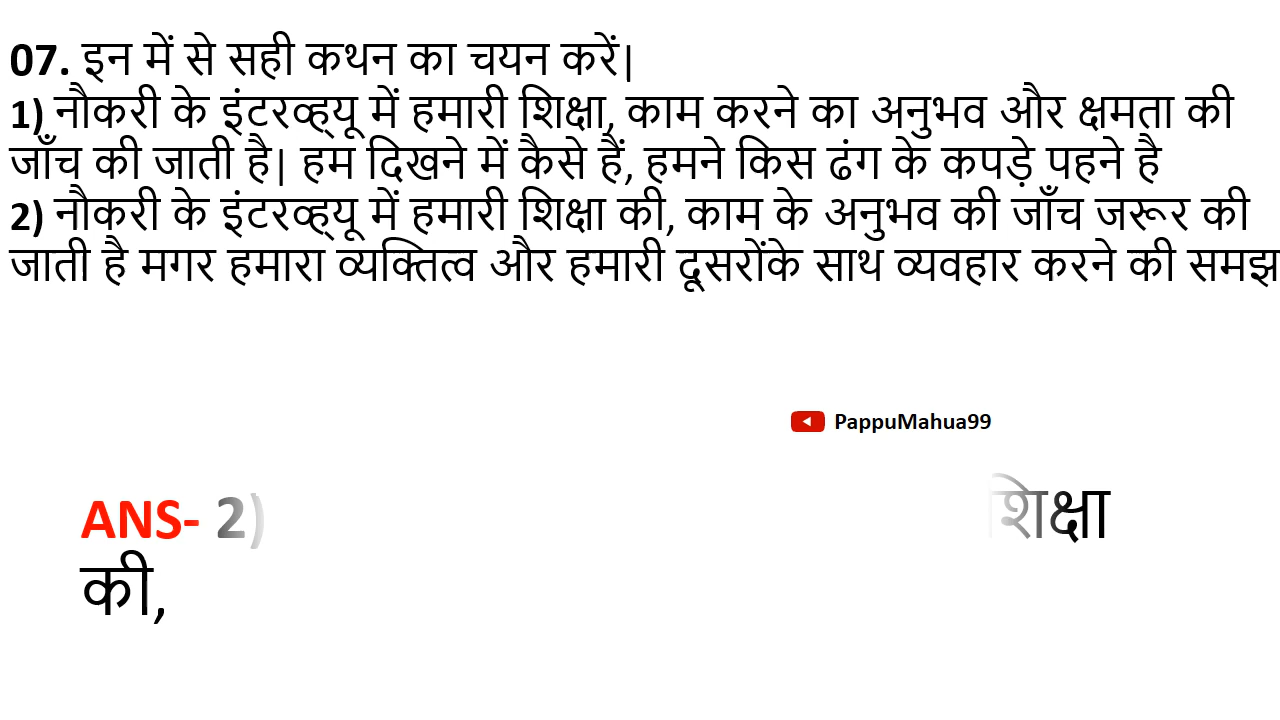 07. इन में से सही कथन का चयन करें|
1) नौकरी के इंटरव्ह्यू में हमारी शिक्षा, काम करने का अनुभव और क्षमता की
जाँच की जाती है| हम दिखने में कैसे हैं, हमने किस ढंग के कपड़े पहने है
2) नौकरी के इंटरव्ह्यू में हमारी शिक्षा की, काम के अनुभव की जाँच जरूर की
जाती है मगर हमारा व्यक्तित्व और हमारी दूसरोंके साथ व्यवहार करने की समझ
PappuMahua99
ANS- 2) शिक्षा
की,